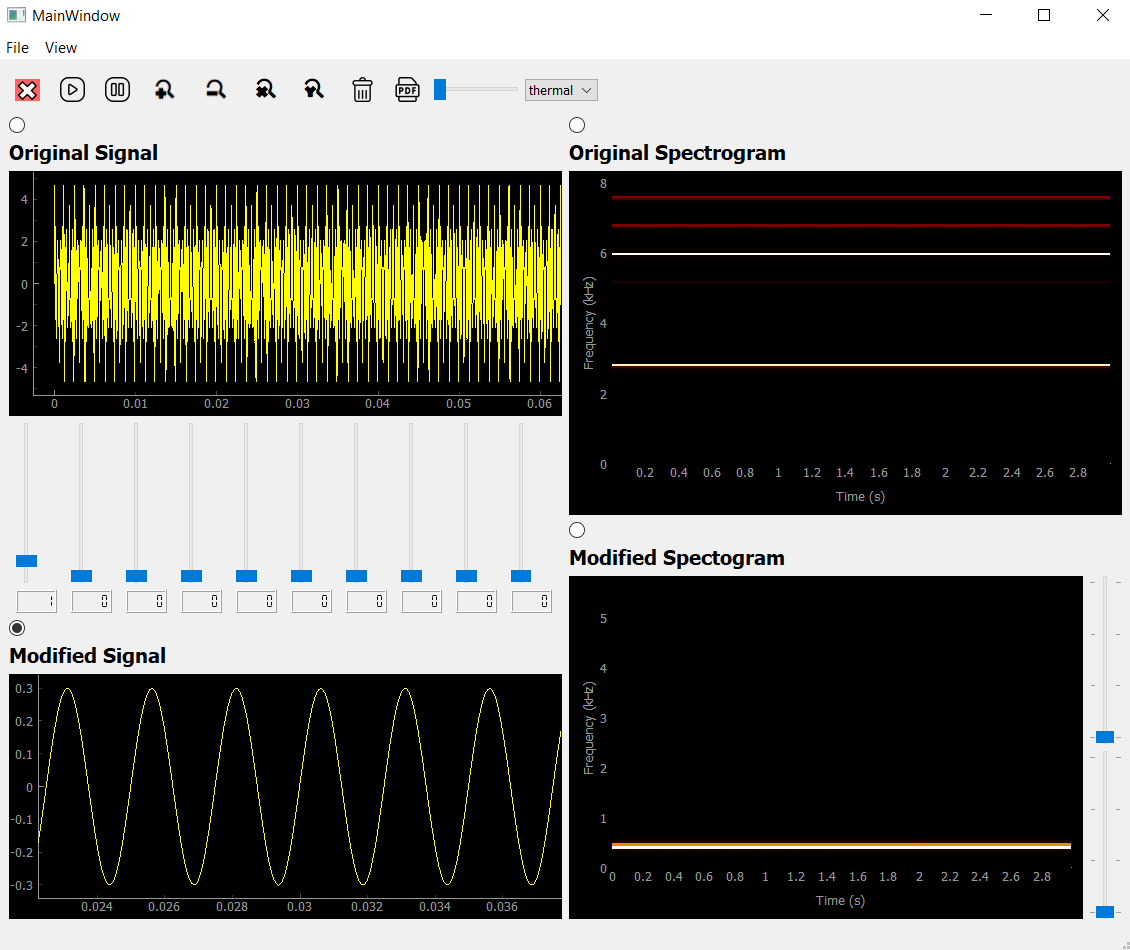 MainWindow
File View
PDF thermal
Original Signal
4
2
0
-2
-4
0 0.01 0.02 0.03 0.04 0.05 0.06
1 0 0 0 0 0 0 0 0 0
Modified Signal
0.3
0.2
0.1
0
-0.1
-0.2
-0.3
0.024 0.026 0.028 0.03 0.032 0.034 0.036
Original Spectrogram
8
6
4
2
0
Frequency (kHz)
0.2 0.4 0.6 0.8 1 1.2 1.4 1.6 1.8 2 2.2 2.4 2.6 2.8
Time (s)
Modified Spectogram
5
4
3
2
1
0
Frequency (kHz)
0 0.2 0.4 0.6 0.8 1 1.2 1.4 1.6 1.8 2 2.2 2.4 2.6 2.8
Time (s)